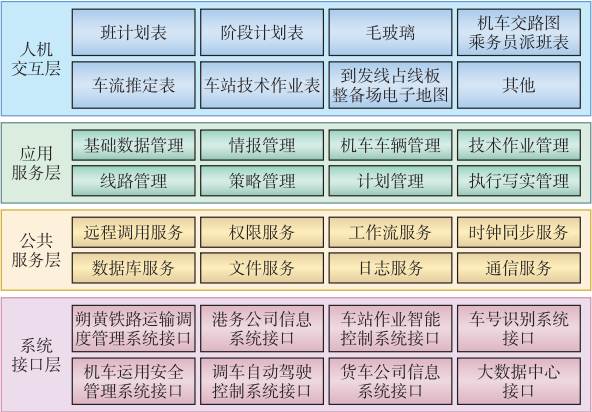 人机
交互层
班计划表
阶段计划表
毛玻璃
机车交路图
乘务员派班表
车流推定表
车站技术作业表
到发线占线板
整备场电子地图
其他
应用
服务层
基础数据管理
情报管理
机车车辆管理
技术作业管理
线路管理
策略管理
计划管理
执行写实管理
公共
服务层
远程调用服务
权限服务
工作流服务
时钟同步服务
数据库服务
文件服务
日志服务
通信服务
系统
接口层
朔黄铁路运输调
度管理系统接口
港务公司信息
系统接口
车站作业智能
控制系统接口
车号识别系统
接口
机车运用安全
管理系统接口
调车自动驾驶
控制系统接口
货车公司信息
系统接口
大数据中心
接口